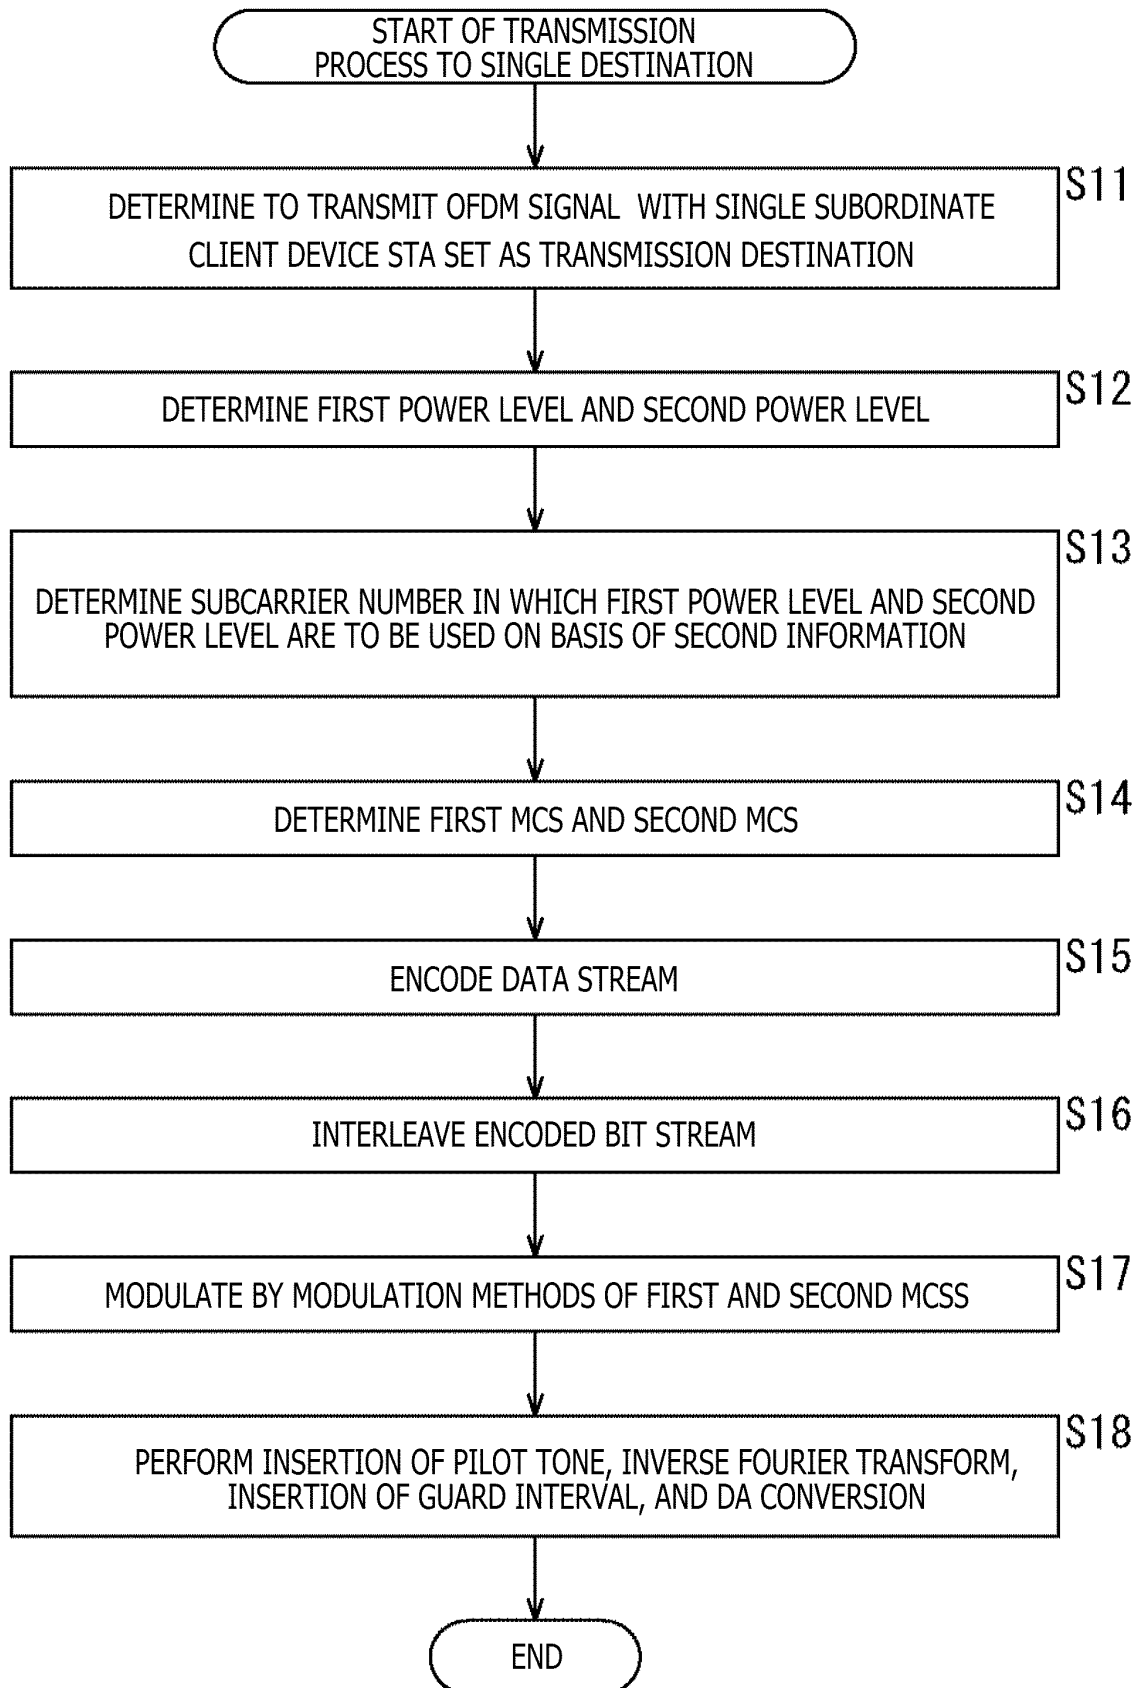 START OF TRANSMISSION
PROCESS TO SINGLE DESTINATION
S11
DETERMINE TO TRANSMIT OFDM SIGNAL WITH SINGLE SUBORDINATE
CLIENT DEVICE STA SET AS TRANSMISSION DESTINATION
S12
DETERMINE FIRST POWER LEVEL AND SECOND POWER LEVEL
S13
DETERMINE SUBCARRIER NUMBER IN WHICH FIRST POWER LEVEL AND SECOND
POWER LEVEL ARE TO BE USED ON BASIS OF SECOND INFORMATION
S14
DETERMINE FIRST MCS AND SECOND MCS
S15
ENCODE DATA STREAM
S16
INTERLEAVE ENCODED BIT STREAM
S17
MODULATE BY MODULATION METHODS OF FIRST AND SECOND MCSS
S18
PERFORM INSERTION OF PILOT TONE, INVERSE FOURIER TRANSFORM,
INSERTION OF GUARD INTERVAL, AND DA CONVERSION
END